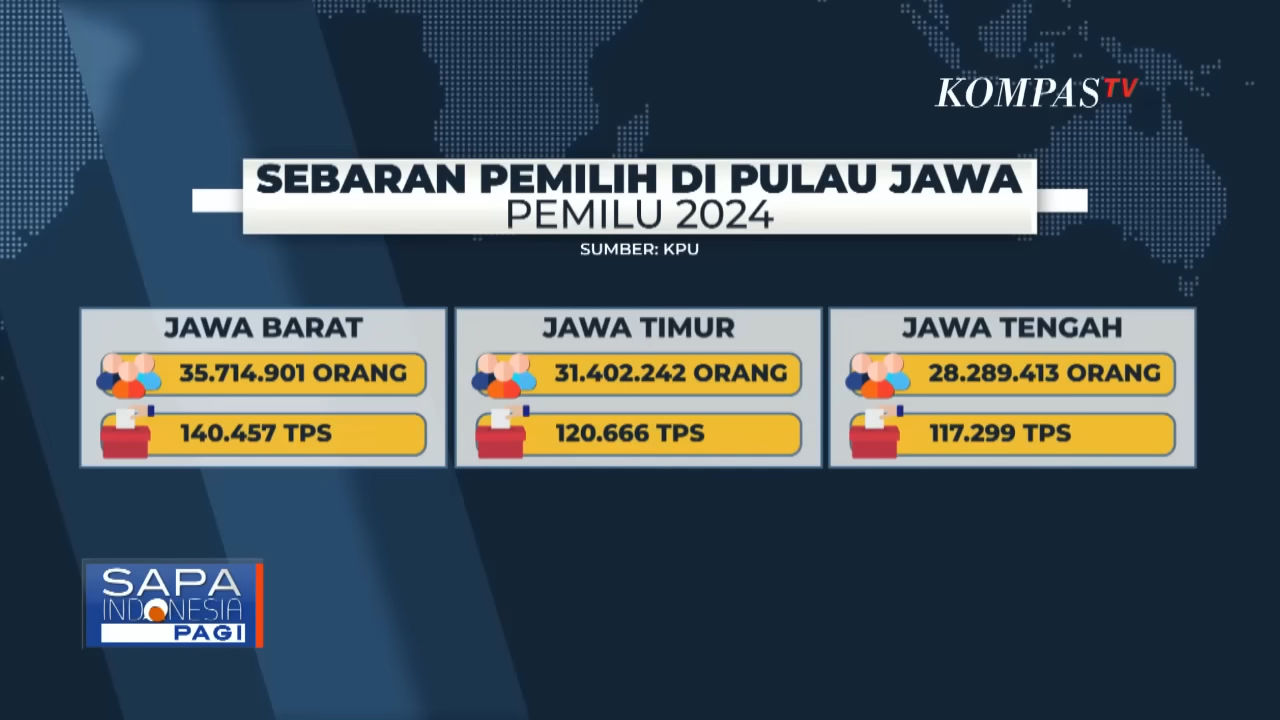 KOMPAS TV
SEBARAN PEMILIH DI PULAU JAWA
PEMILU 2024
SUMBER: KPU
JAWA BARAT
35.714.901 ORANG
140.457 TPS
JAWA TIMUR
31.402.242 ORANG
120.666 TPS
JAWA TENGAH
28.289.413 ORANG
117.299 TPS
SAPA
INDONESIA
PAGI